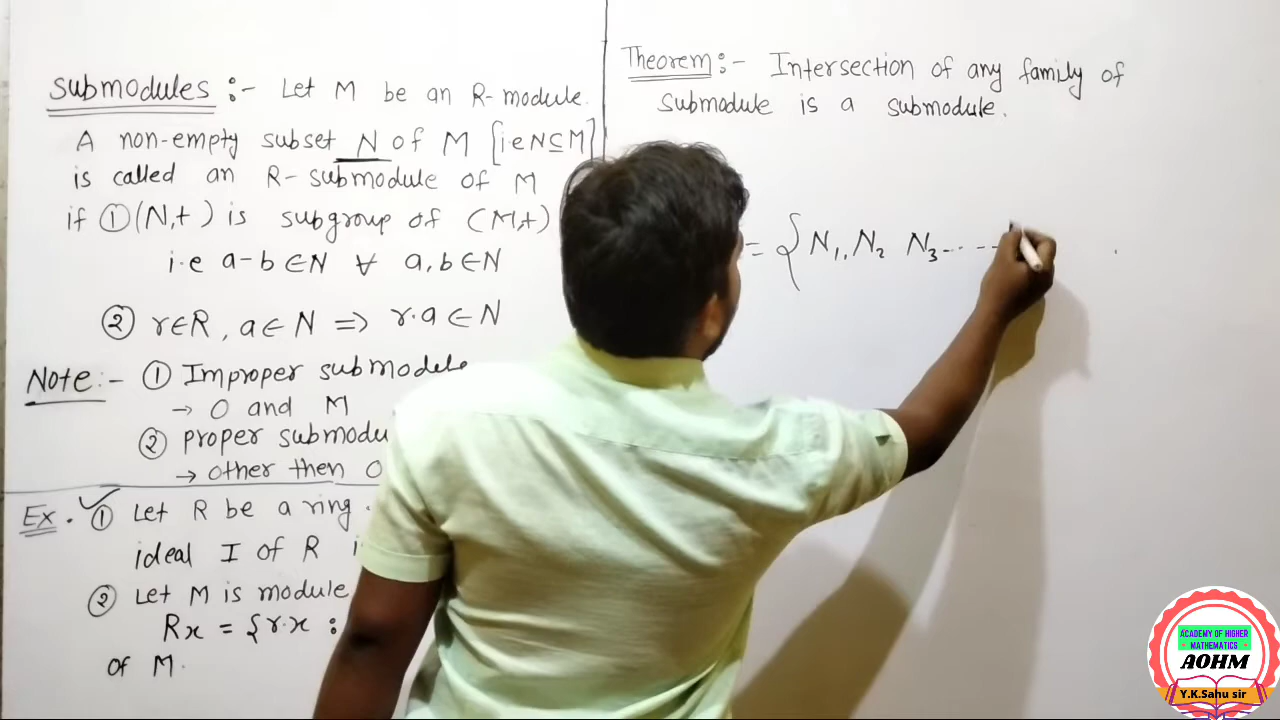 Submodules :- Let M be an R-module.
A non-empty subset N of M [i.e N⊆M]
is called an R-submodule of M
if ① (N,+) is subgroup of (M,+)
i.e a-b ∈ N ∀ a,b ∈ N
② r∈R, a∈N ⇒ r.a ∈ N
Note:- ① Improper submodule
→ 0 and M
② proper submodu
→ other then 0
Ex. ① Let R be a ring.
ideal I of R
② Let M is module
Rx = {r.x :
of M.
Theorem:- Intersection of any family of
submodule is a submodule.
= { N1, N2 N3 -----
ACADEMY OF HIGHER
MATHEMATICS
AOHM
Y.K.Sahu sir